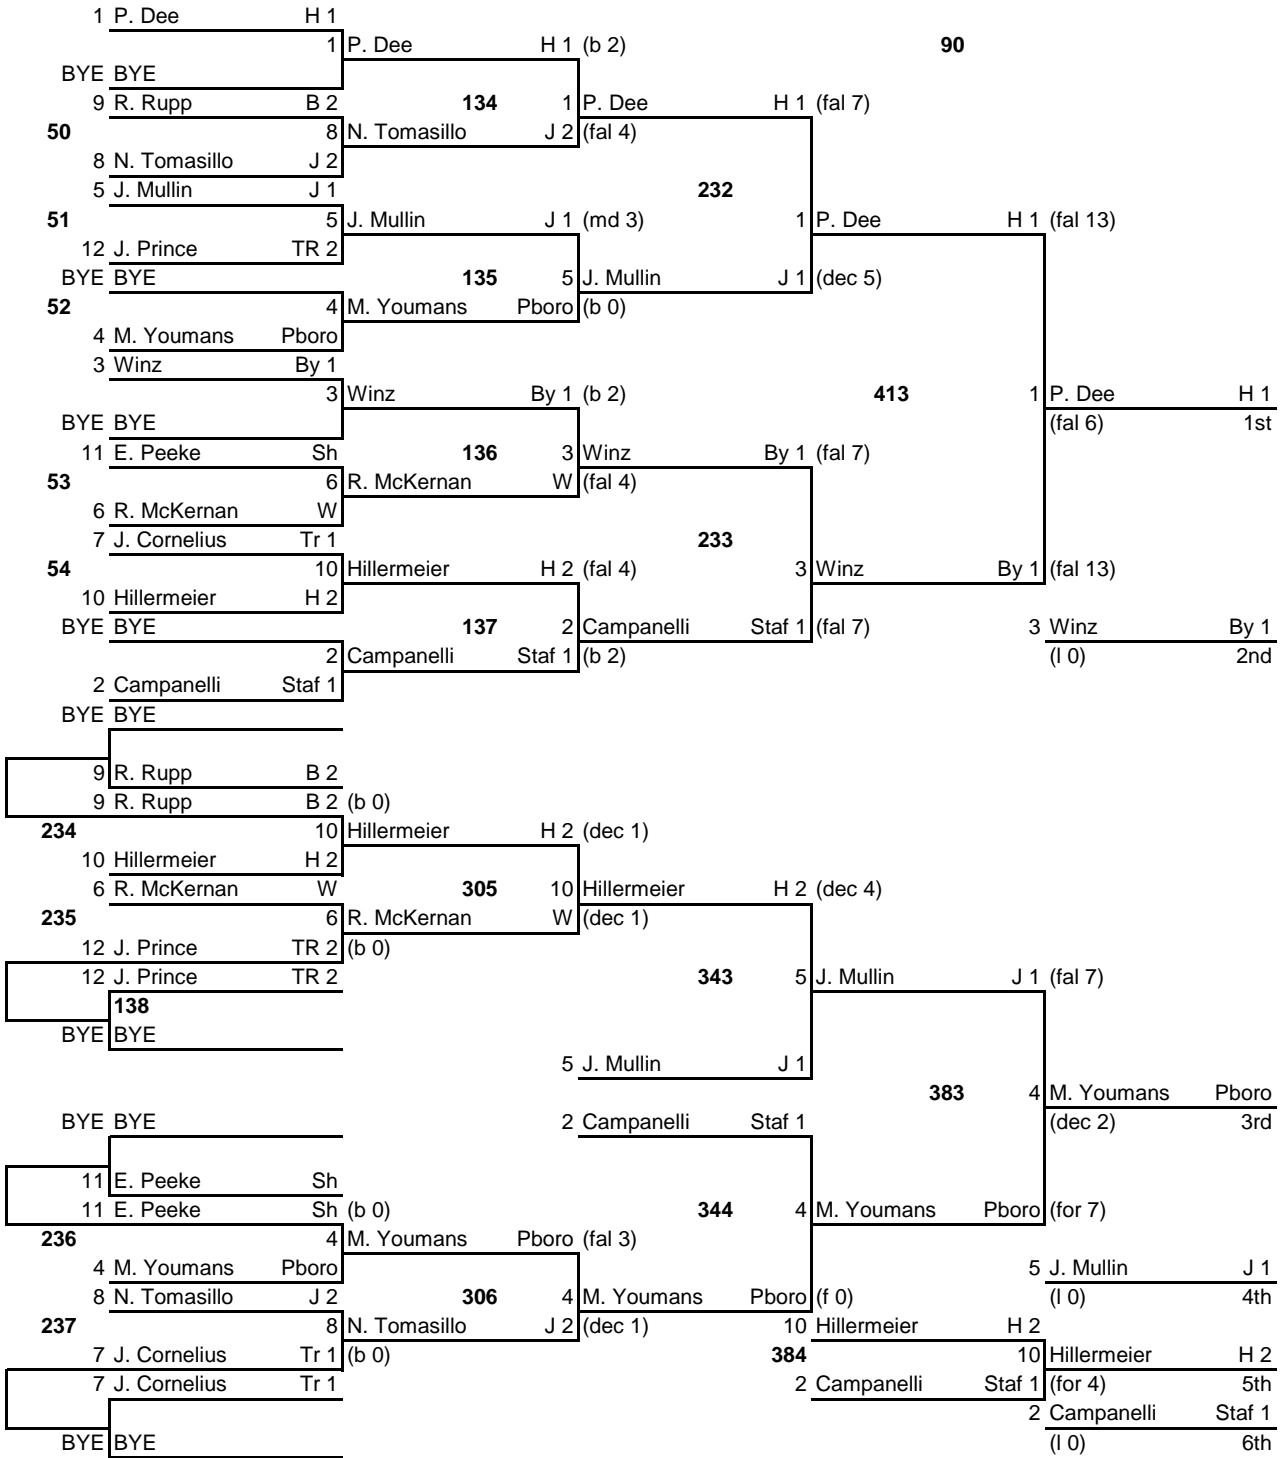 1 P. Dee H 1
1 P. Dee H 1 (b 2) 90
BYE BYE
9 R. Rupp B 2 134 1 P. Dee H 1 (fal 7)
50 8 N. Tomasillo J 2 (fal 4)
8 N. Tomasillo J 2
5 J. Mullin J 1 232
51 5 J. Mullin J 1 (md 3) 1 P. Dee H 1 (fal 13)
12 J. Prince TR 2
BYE BYE 135 5 J. Mullin J 1 (dec 5)
52 4 M. Youmans Pboro (b 0)
4 M. Youmans Pboro
3 Winz By 1
3 Winz By 1 (b 2) 413 1 P. Dee H 1
BYE BYE (fal 6) 1st
11 E. Peeke Sh 136 3 Winz By 1 (fal 7)
53 6 R. McKernan W (fal 4)
6 R. McKernan W
7 J. Cornelius Tr 1 233
54 10 Hillermeier H 2 (fal 4) 3 Winz By 1 (fal 13)
10 Hillermeier H 2
BYE BYE 137 2 Campanelli Staf 1 (fal 7) 3 Winz By 1
2 Campanelli Staf 1 (b 2) (l 0) 2nd
2 Campanelli Staf 1
BYE BYE
9 R. Rupp B 2
9 R. Rupp B 2 (b 0)
234 10 Hillermeier H 2 (dec 1)
10 Hillermeier H 2
6 R. McKernan W 305 10 Hillermeier H 2 (dec 4)
235 6 R. McKernan W (dec 1)
12 J. Prince TR 2 (b 0)
12 J. Prince TR 2 343 5 J. Mullin J 1 (fal 7)
138
BYE BYE
5 J. Mullin J 1
383 4 M. Youmans Pboro
BYE BYE 2 Campanelli Staf 1 (dec 2) 3rd
11 E. Peeke Sh
11 E. Peeke Sh (b 0) 344 4 M. Youmans Pboro (for 7)
236 4 M. Youmans Pboro (fal 3)
4 M. Youmans Pboro 5 J. Mullin J 1
8 N. Tomasillo J 2 306 4 M. Youmans Pboro (f 0) (l 0) 4th
237 8 N. Tomasillo J 2 (dec 1) 10 Hillermeier H 2
7 J. Cornelius Tr 1 (b 0) 384 10 Hillermeier H 2
7 J. Cornelius Tr 1 2 Campanelli Staf 1 (for 4) 5th
2 Campanelli Staf 1
BYE BYE (l 0) 6th